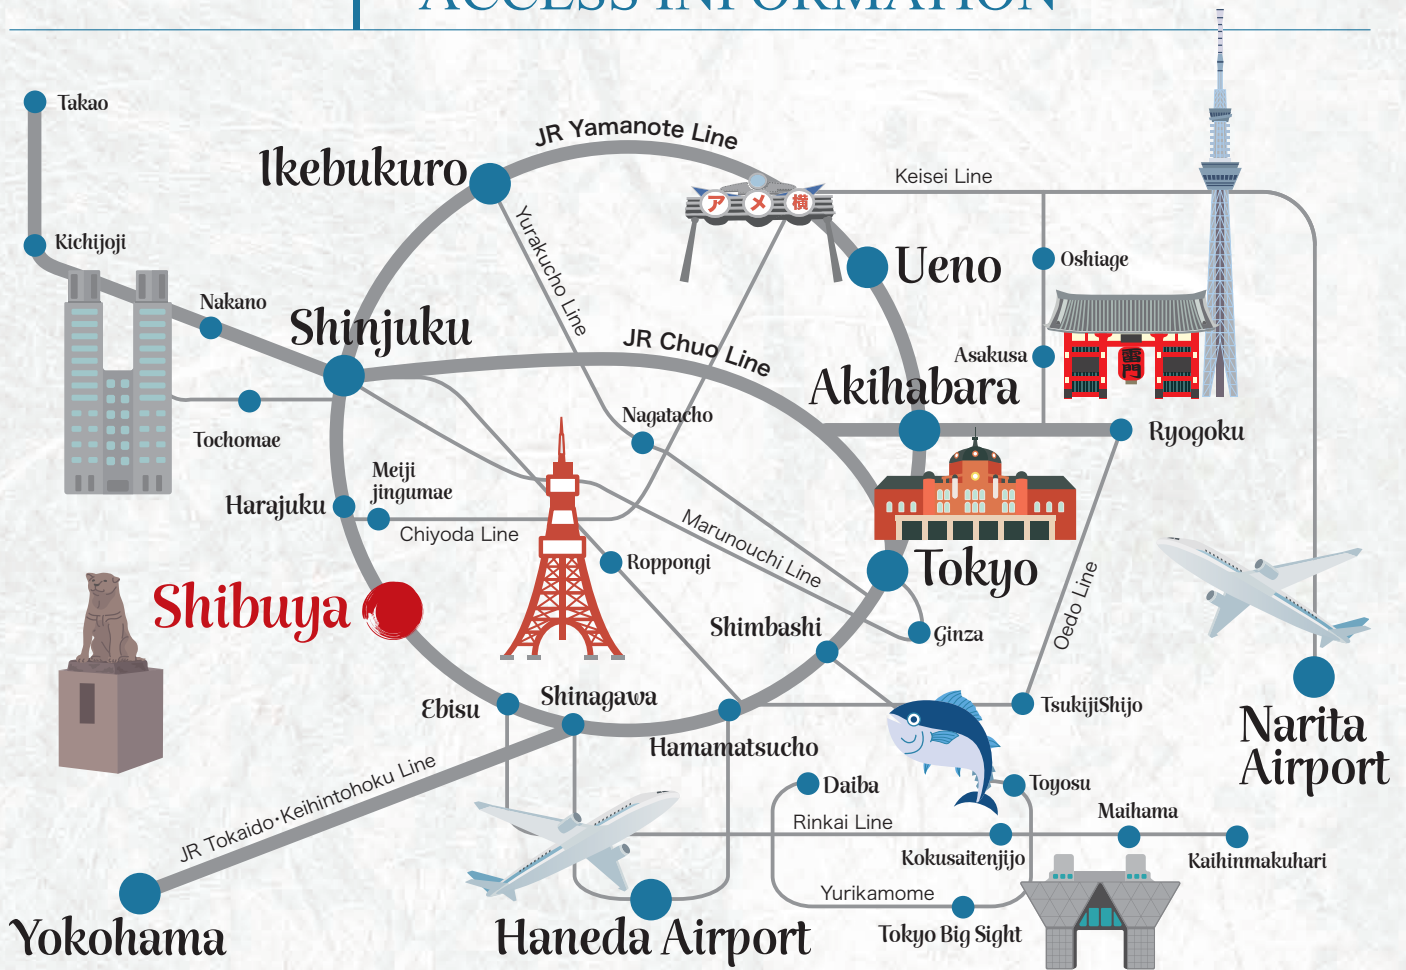 ACCESS INFORMATION
Takao
JR Yamanote Line
Ikebukuro
Keisei Line
ア メ 横
Kichijoji
Yurakucho Line
Ueno
Oshiage
Nakano
Shinjuku
JR Chuo Line
Asakusa
Akihabara
Nagatacho
Tochomae
Ryogoku
Meiji
jingumae
Harajuku
Chiyoda Line
Marunouchi Line
Roppongi
Tokyo
Oedo Line
Shibuya
Shimbashi
Ginza
Ebisu
Shinagawa
TsukijiShijo
Narita
Airport
Hamamatsucho
JR Tokaido・Keihintohoku Line
Daiba
Toyosu
Rinkai Line
Maihama
Kokusaitenjijo
Kaihinmakuhari
Yurikamome
Yokohama
Haneda Airport
Tokyo Big Sight